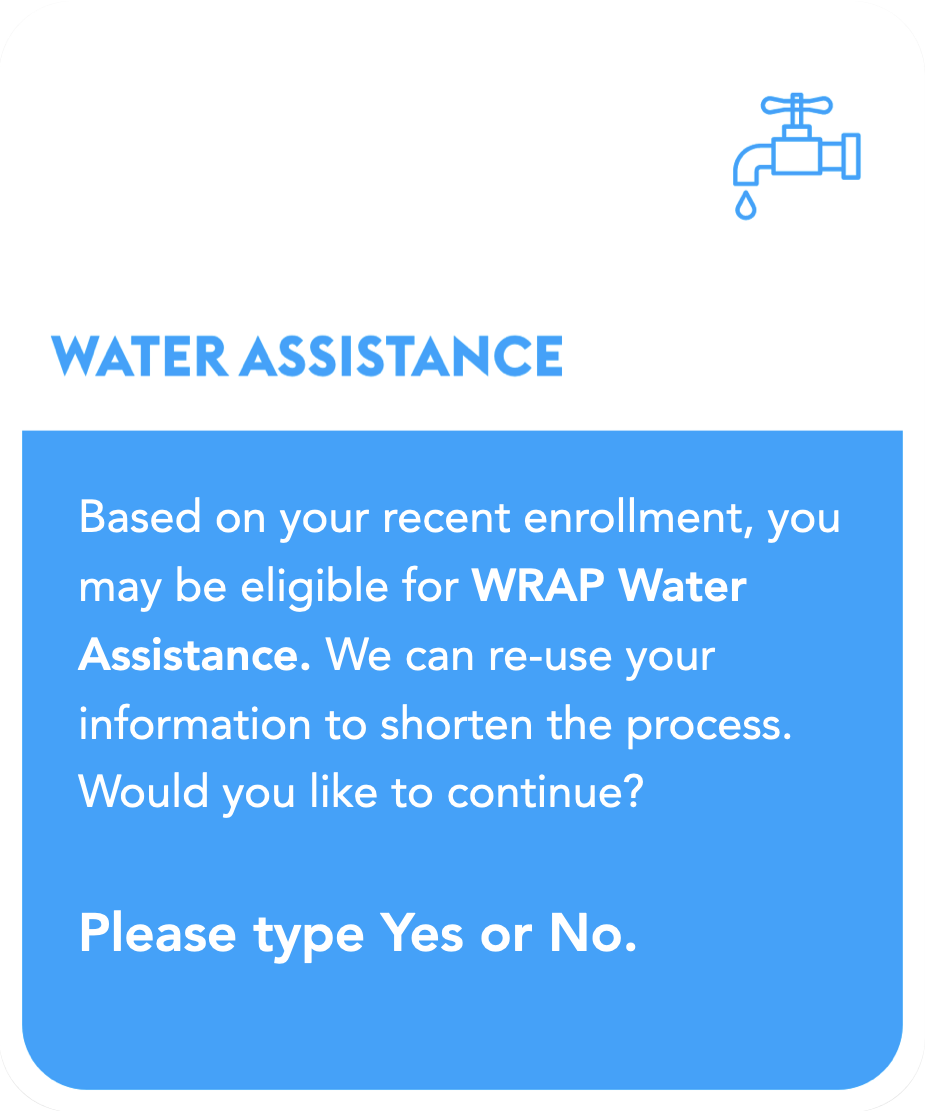 WATER ASSISTANCE
Based on your recent enrollment, you
may be eligible for WRAP Water
Assistance. We can re-use your
information to shorten the process.
Would you like to continue?
Please type Yes or No.